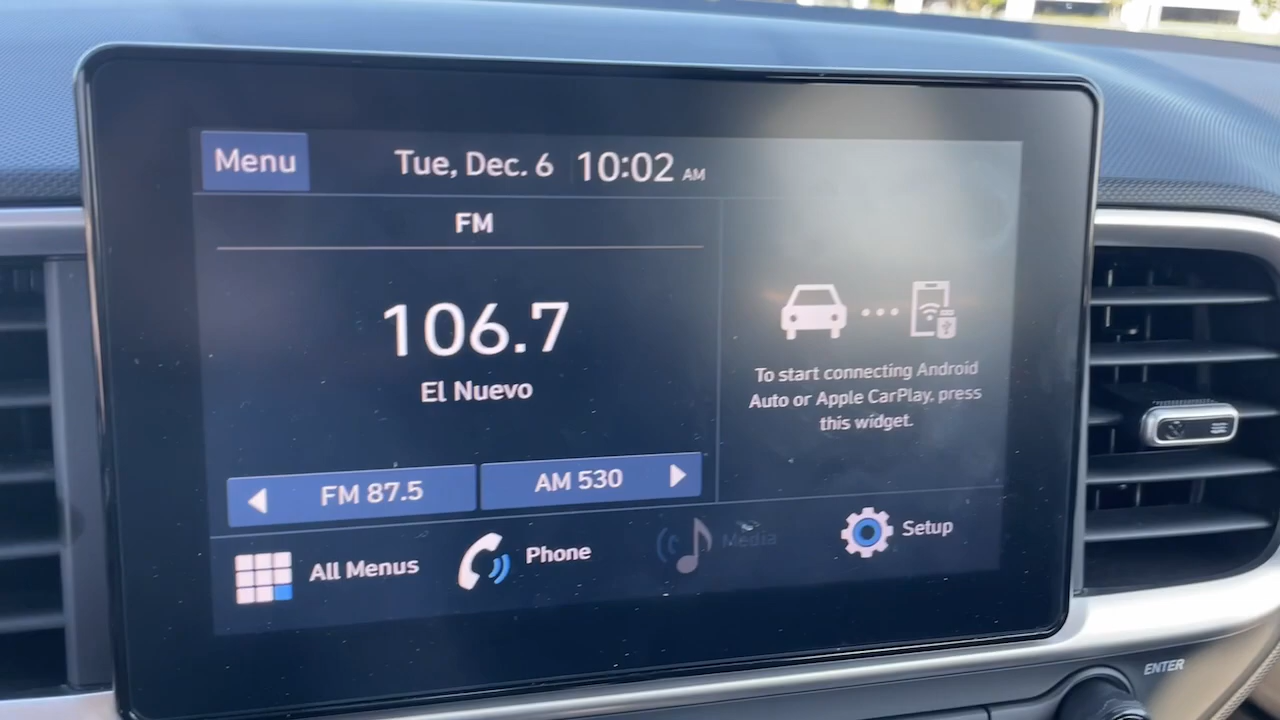 Menu
Tue, Dec. 6 10:02 AM
FM
106.7
El Nuevo
FM 87.5
AM 530
To start connecting Android
Auto or Apple CarPlay, press
this widget.
All Menus
Phone
Media
Setup
ENTER